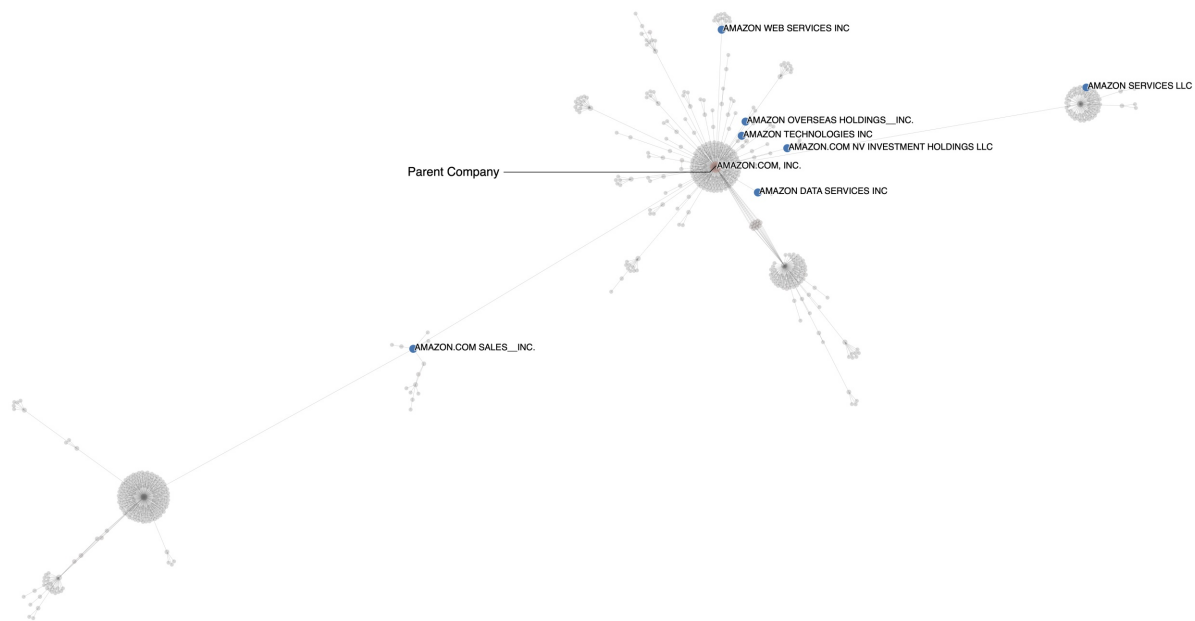 AMAZON WEB SERVICES INC
AMAZON SERVICES LLC
AMAZON OVERSEAS HOLDINGS__INC.
AMAZON TECHNOLOGIES INC
AMAZON.COM NV INVESTMENT HOLDINGS LLC
AMAZON.COM, INC.
Parent Company
AMAZON DATA SERVICES INC
AMAZON.COM SALES__INC.